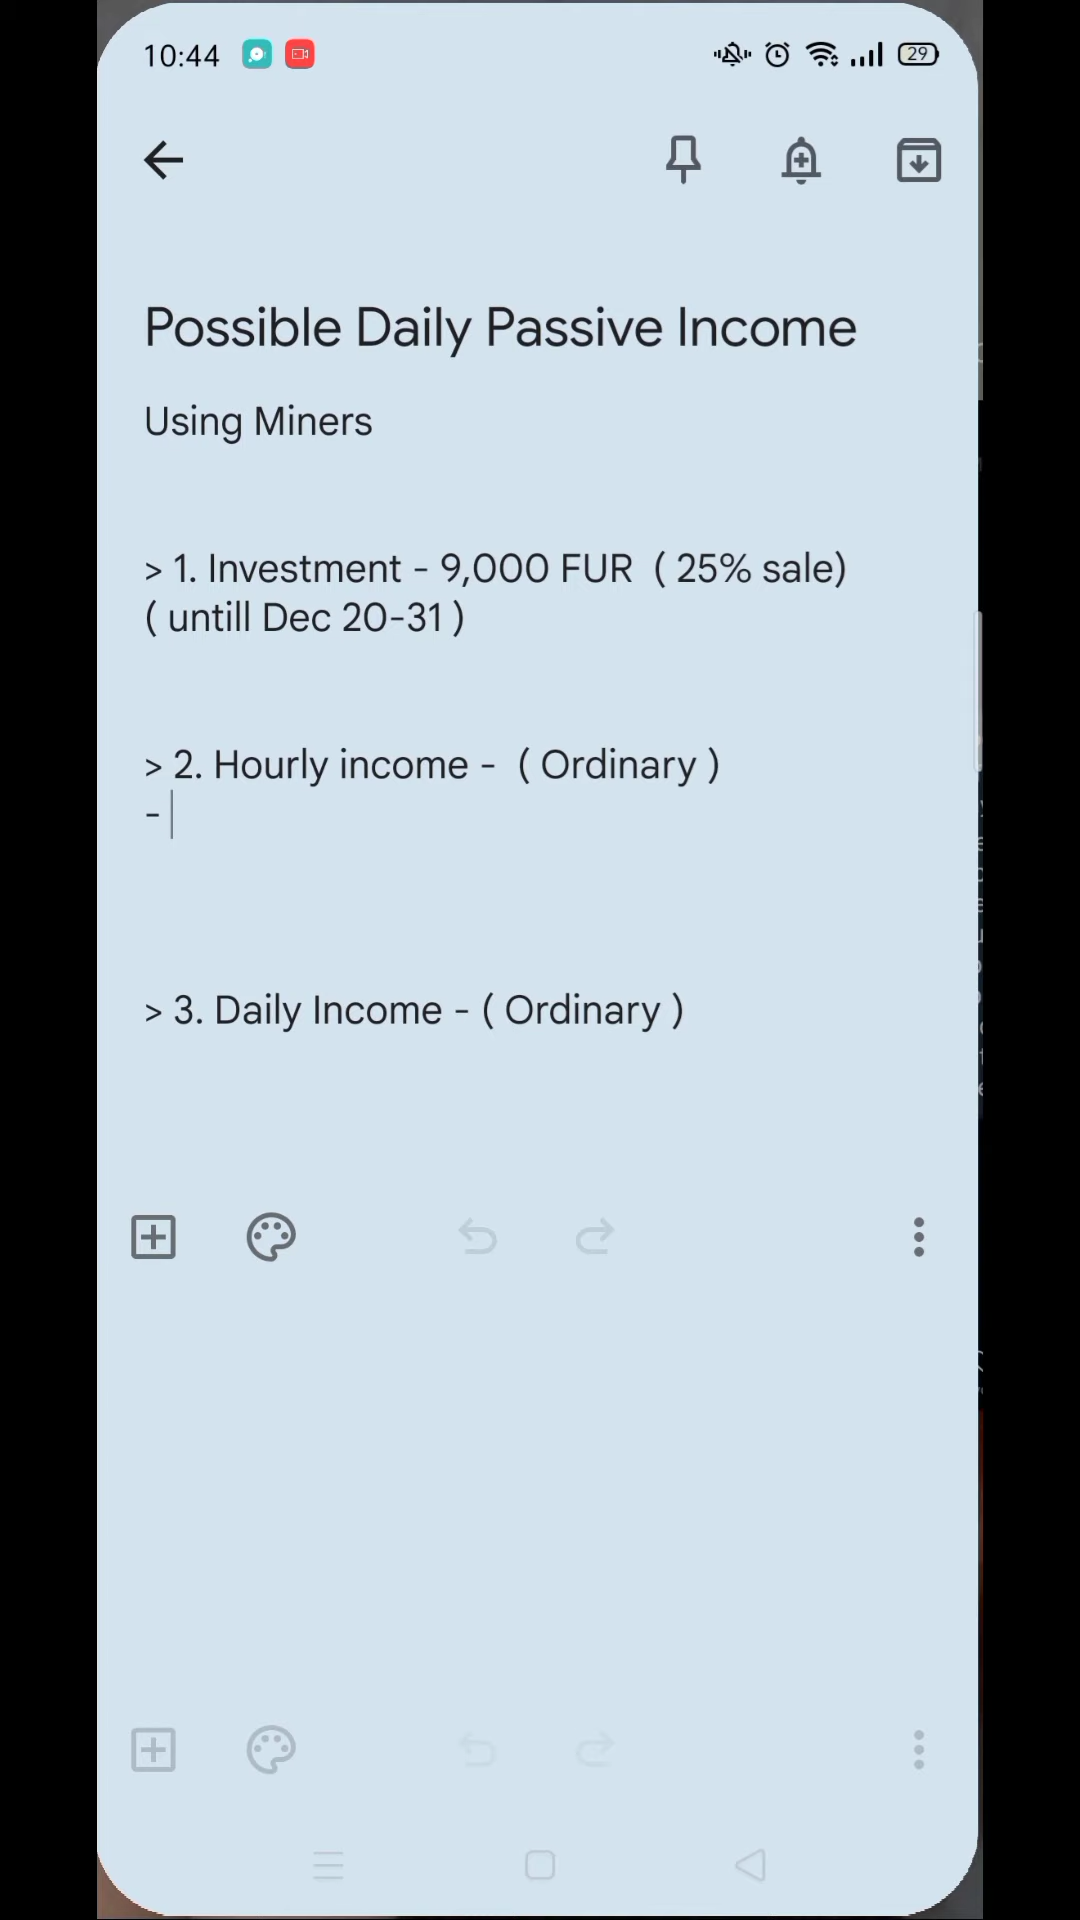 10:44
29
Possible Daily Passive Income
Using Miners
> 1. Investment - 9,000 FUR ( 25% sale)
( untill Dec 20-31 )
> 2. Hourly income - ( Ordinary )
-
> 3. Daily Income - ( Ordinary )